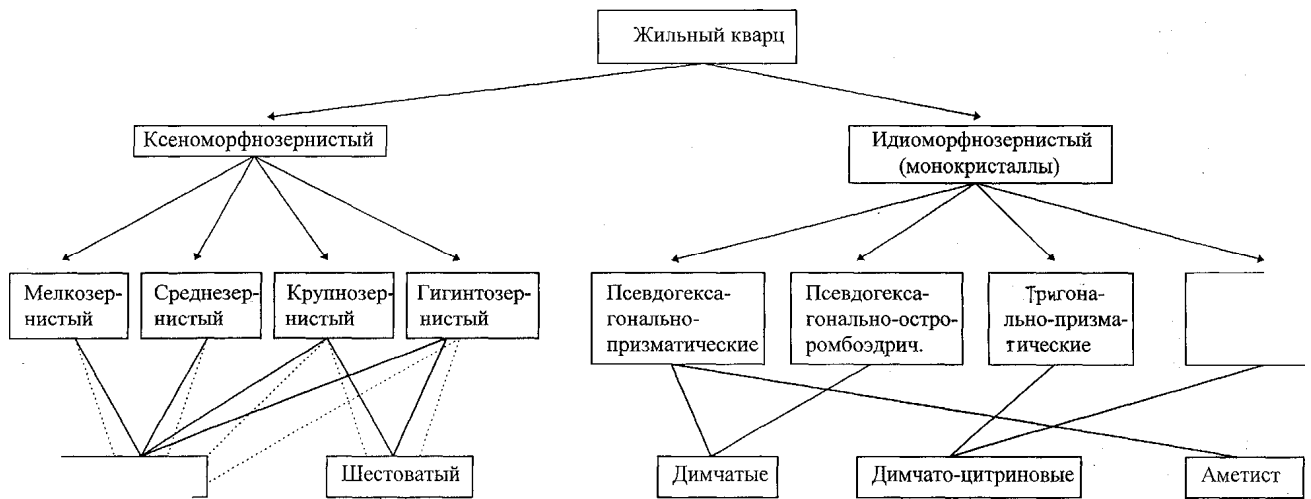 Жильный кварц
Ксеноморфнозернистый
Идиоморфнозернистый
(монокристаллы)
Мелкозер-
нистый
Среднезер-
нистый
Крупнозер-
нистый
Гигинтозер-
нистый
Псевдогекса-
гонально-
призматические
Псевдогекса-
гонально-остро-
ромбоэдрич.
Тригона-
льно-призма-
тические
Шестоватый
Димчатые
Димчато-цитриновые
Аметист